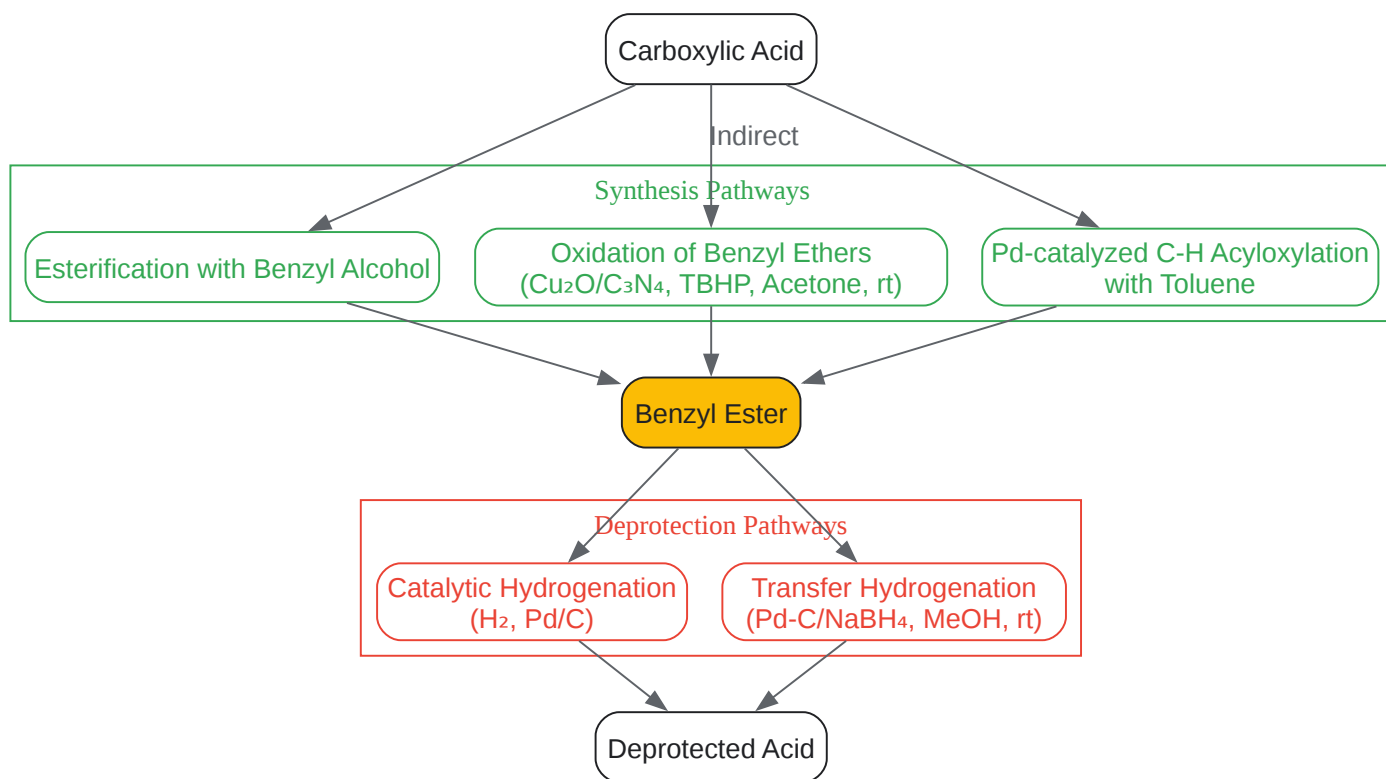 Carboxylic Acid
Indirect
Synthesis Pathways
Esterification with Benzyl Alcohol
Oxidation of Benzyl Ethers
(Cu₂O/C₃N₄, TBHP, Acetone, rt)
Pd-catalyzed C-H Acyloxylation
with Toluene
Benzyl Ester
Deprotection Pathways
Catalytic Hydrogenation
(H₂, Pd/C)
Transfer Hydrogenation
(Pd-C/NaBH₄, MeOH, rt)
Deprotected Acid